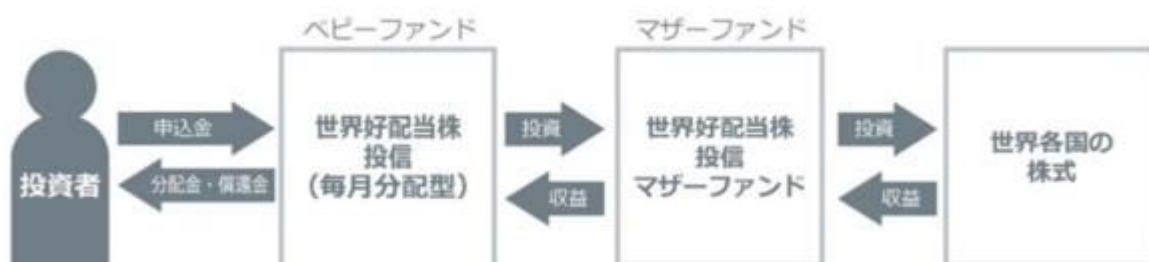 ベビーファンド
マザーファンド
投資者
申込金
分配金・償還金
世界好配当株
投信
（毎月分配型）
投資
収益
世界好配当株
投信
マザーファンド
投資
収益
世界各国の
株式